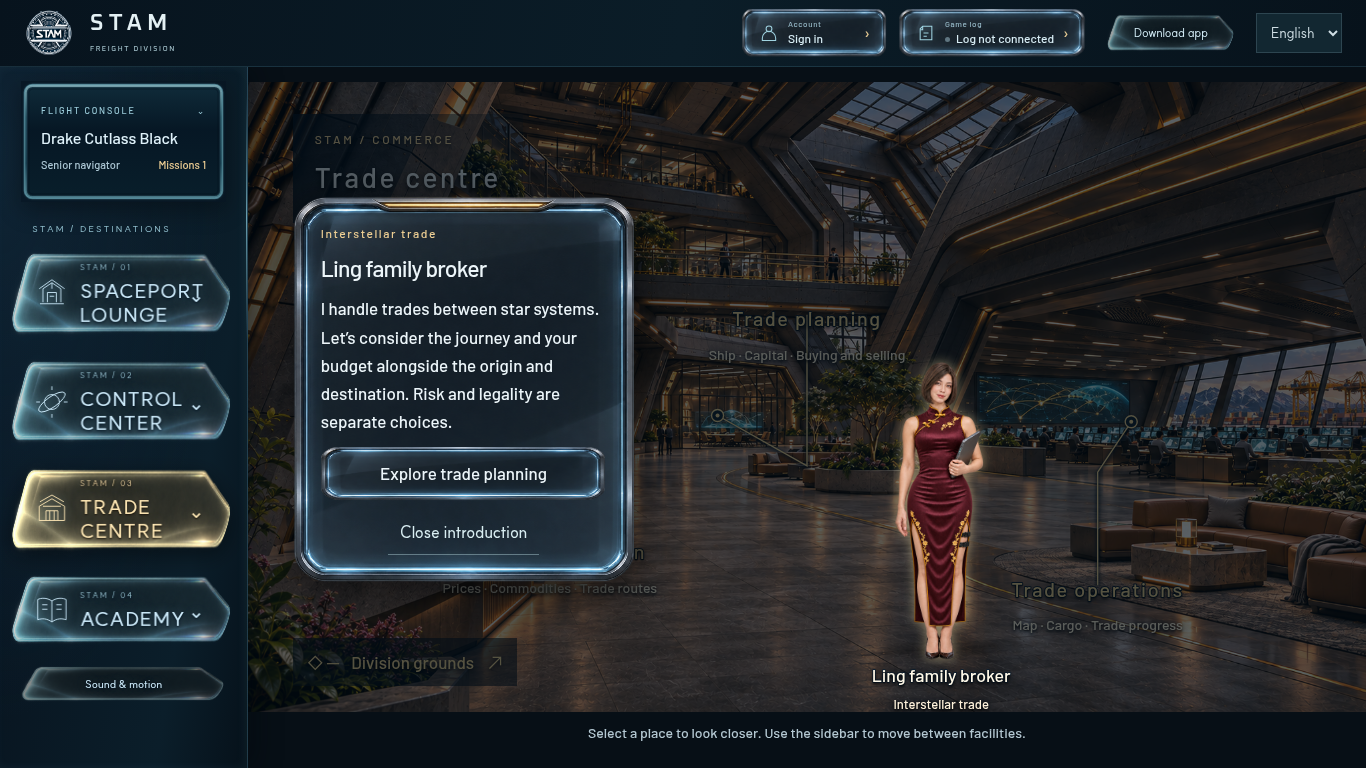 STAM
STAM
FREIGHT DIVISION
Account
Sign in
Game log
Log not connected
Download app
English
FLIGHT CONSOLE
Drake Cutlass Black
Senior navigator
Missions 1
STAM / DESTINATIONS
STAM / 01
SPACEPORT
LOUNGE
STAM / 02
CONTROL
CENTER
STAM / 03
TRADE
CENTRE
STAM / 04
ACADEMY
Sound & motion
STAM / COMMERCE
Trade centre
Interstellar trade
Ling family broker
I handle trades between star systems.
Let's consider the journey and your
budget alongside the origin and
destination. Risk and legality are
separate choices.
Explore trade planning
Close introduction
Trade planning
Ship · Capital · Buying and selling
Prices · Commodities · Trade routes
Trade operations
Map · Cargo · Trade progress
Division grounds
Ling family broker
Interstellar trade
Select a place to look closer. Use the sidebar to move between facilities.